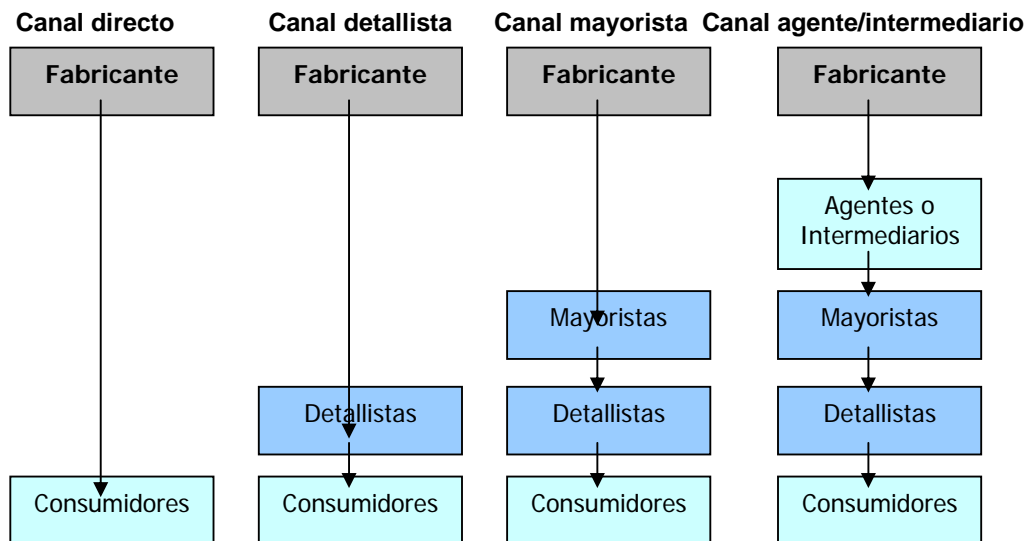 Canal directo Canal detallista Canal mayorista Canal agente/intermediario
Fabricante Fabricante Fabricante Fabricante
Agentes o
Intermediarios
Mayoristas Mayoristas
Detallistas Detallistas Detallistas
Consumidores Consumidores Consumidores Consumidores